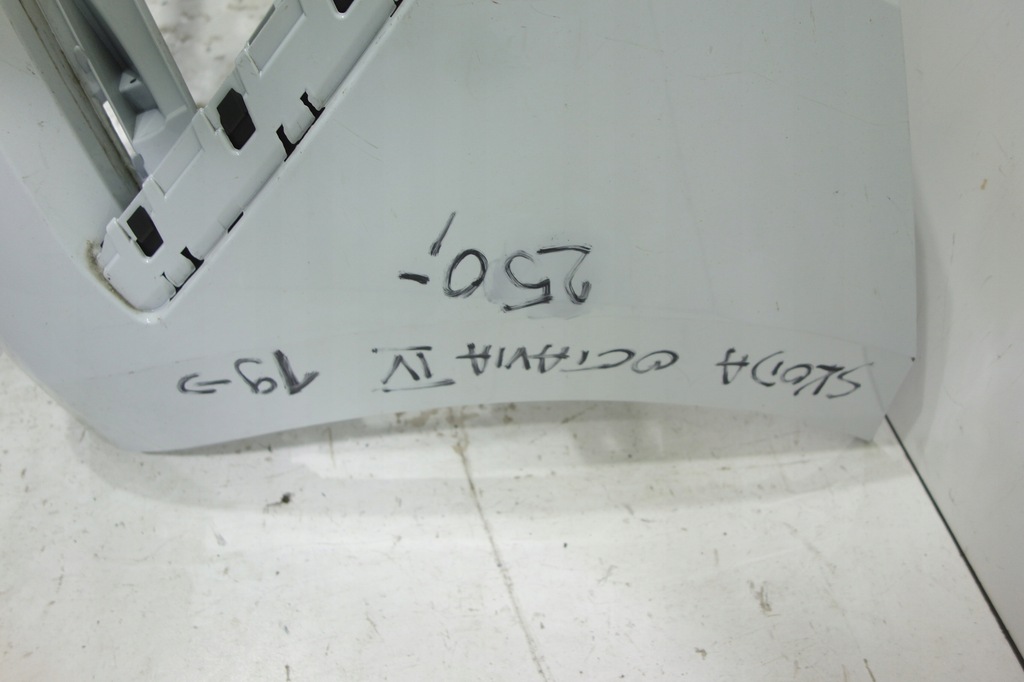 SKODA OCTAVIA IV 19->
250,-